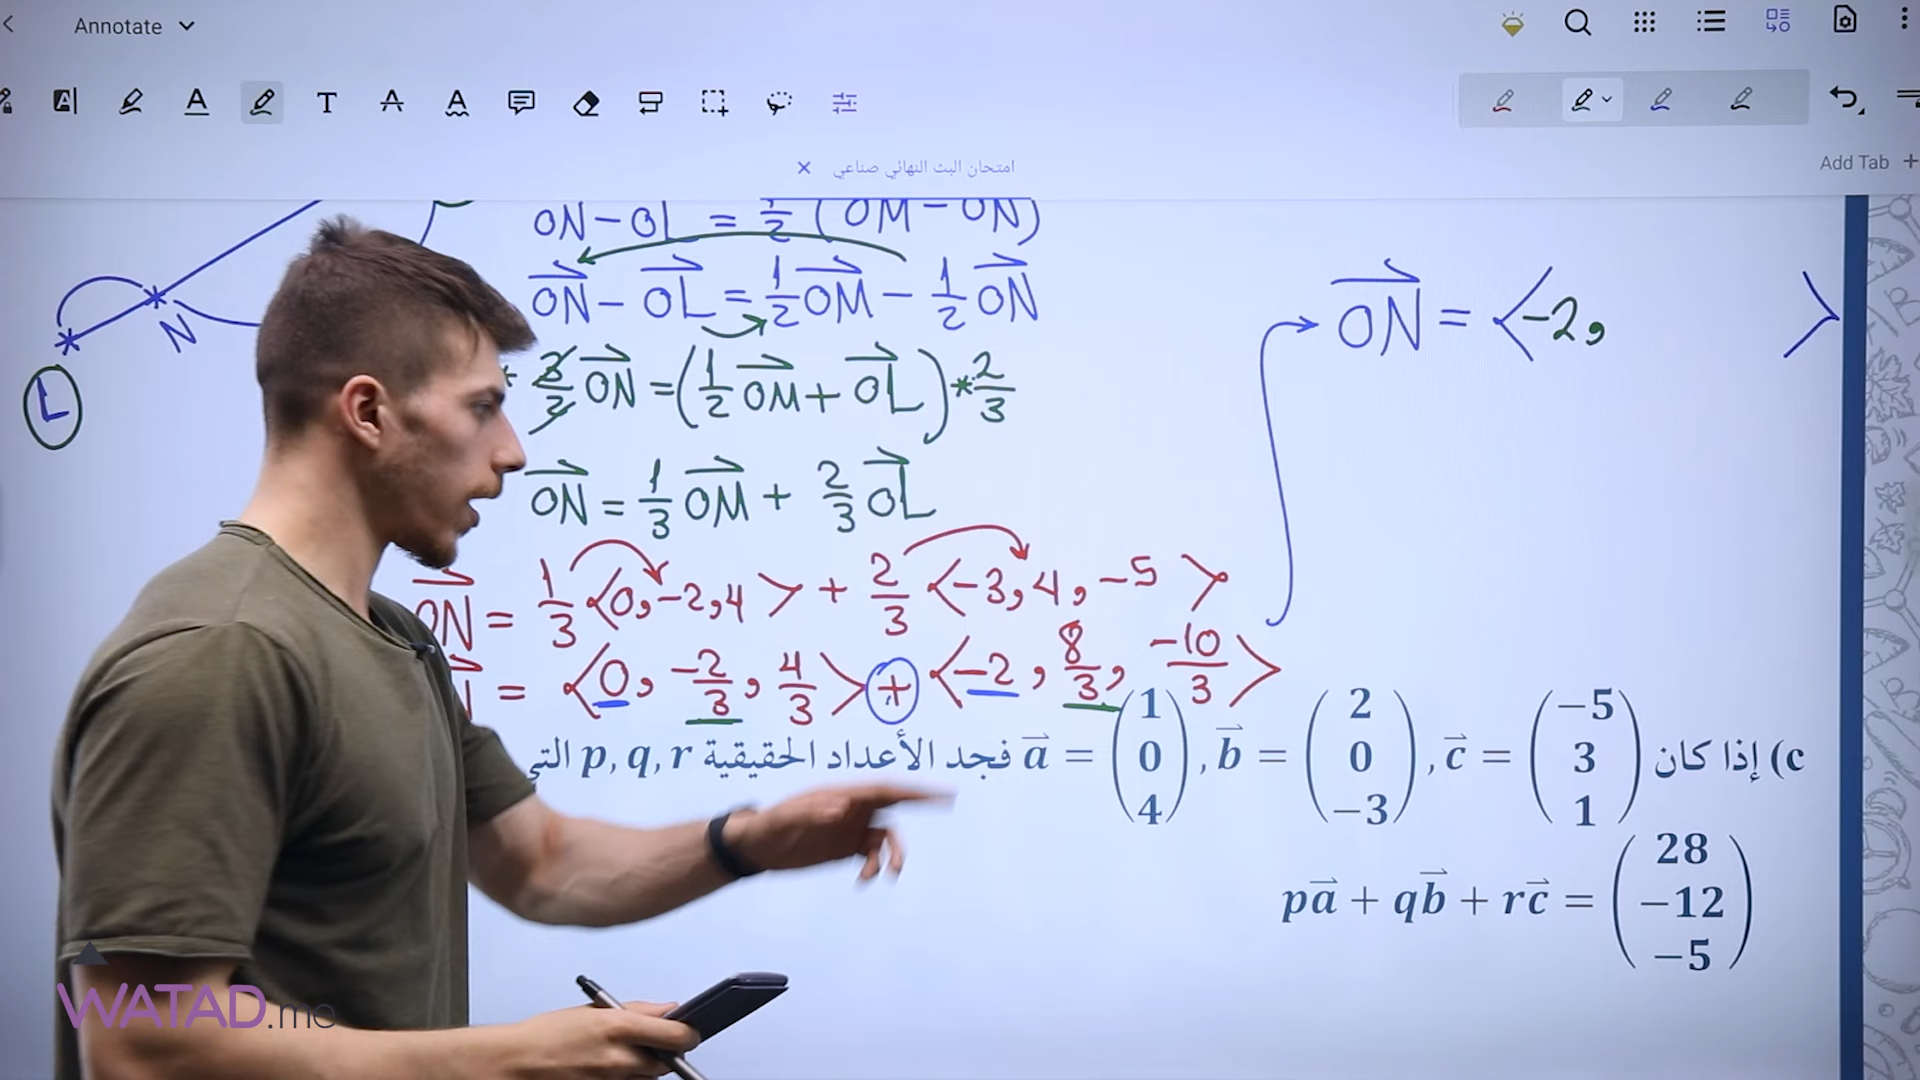 Annotate
T
Add Tab +
× امتحان البث النهائي صناعي
ON − OL = 1/2 (OM − ON)
ON − OL = 1/2 OM − 1/2 ON
* 3/2 ON = (1/2 OM + OL) * 2/3
ON = 1/3 OM + 2/3 OL
ON = 1/3 <0, -2, 4> + 2/3 <-3, 4, -5>
= <0, -2/3, 4/3> + <-2, 8/3, -10/3>
ON = <-2, >
N
L
c) إذا كان a = (1 0 4), b = (2 0 −3), c = (−5 3 1) فجد الأعداد الحقيقية p, q, r التي
pa + qb + rc = (28 −12 −5)
WATAD.me